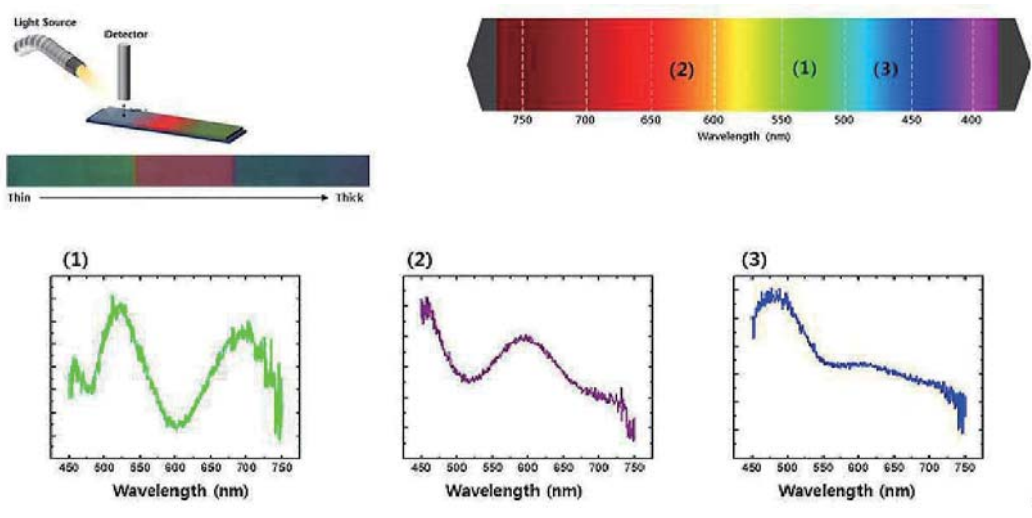 Light Source
Detector
Thin
Thick
(2)
(1)
(3)
750 700 650 600 550 500 450 400
Wavelength (nm)
(1)
450 500 550 600 650 700 750
Wavelength (nm)
(2)
450 500 550 600 650 700 750
Wavelength (nm)
(3)
450 500 550 600 650 700 750
Wavelength (nm)